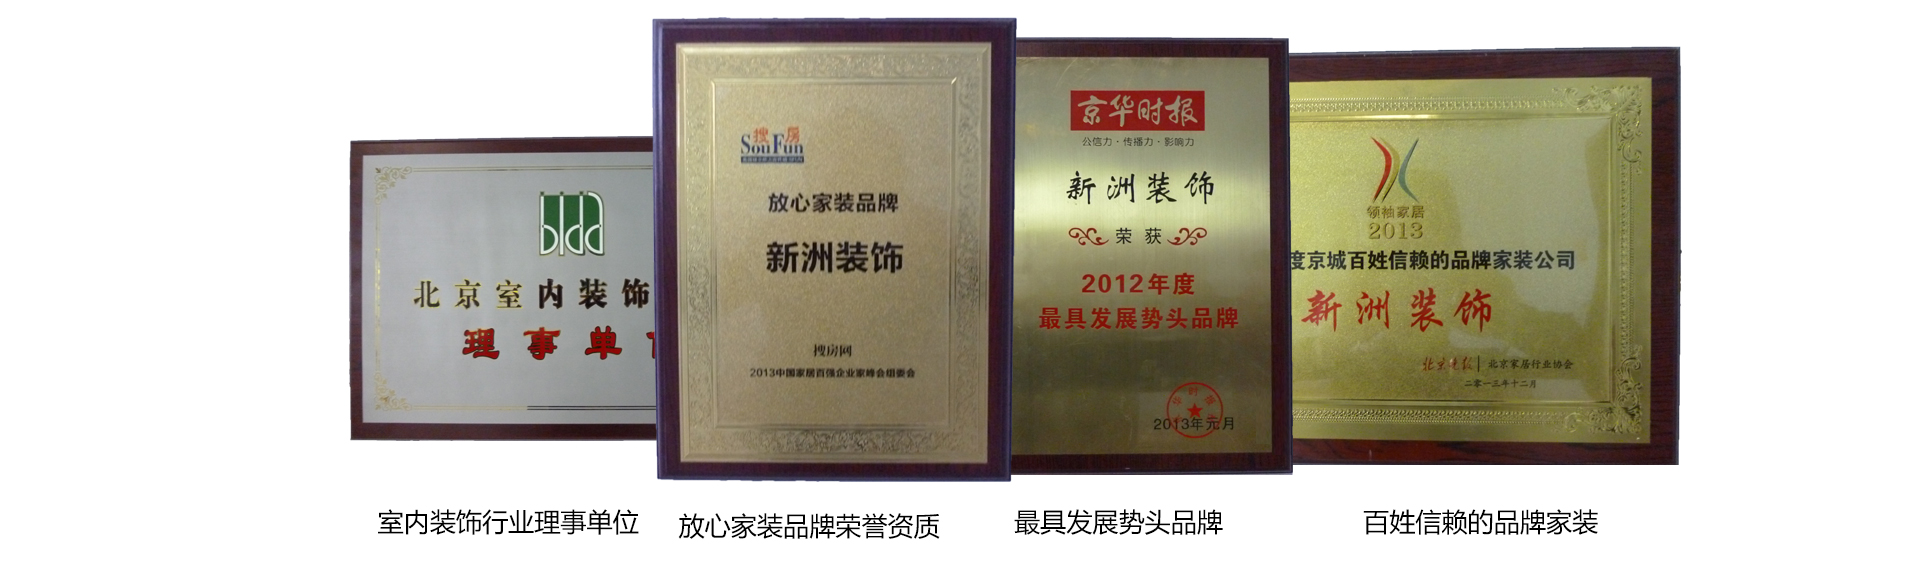 bida
北京室内装饰
理事单
搜房
SouFun
放心家装品牌
新洲装饰
搜房网
2013中国家居百强企业家峰会组委会
京华时报
公信力·传播力·影响力
新洲装饰
荣获
2012年度
最具发展势头品牌
2013年元月
领袖家居
2013
度京城百姓信赖的品牌家装公司
新洲装饰
北京晚报 | 北京家居行业协会
二零一三年十二月
室内装饰行业理事单位
放心家装品牌荣誉资质
最具发展势头品牌
百姓信赖的品牌家装